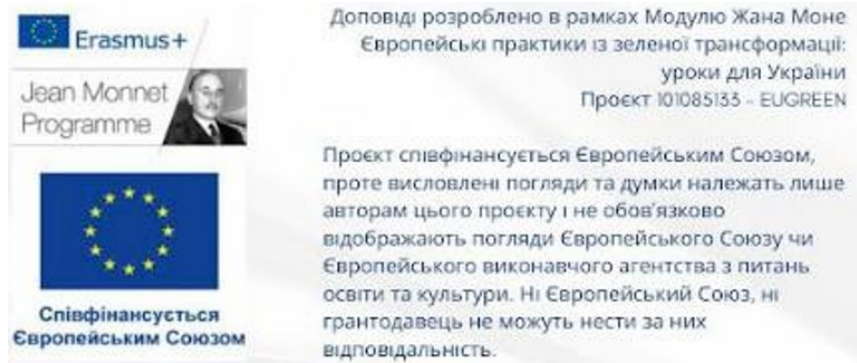 Erasmus+
Jean Monnet
Programme
Співфінансується
Європейським Союзом
Доповіді розроблено в рамках Модулю Жана Моне
Європейські практики із зеленої трансформації:
уроки для України
Проєкт 101085133 - EUGREEN
Проєкт співфінансується Європейським Союзом,
проте висловлені погляди та думки належать лише
авторам цього проєкту і не обов'язково
відображають погляди Європейського Союзу чи
Європейського виконавчого агентства з питань
освіти та культури. Ні Європейський Союз, ні
грантодавець не можуть нести за них
відповідальність.